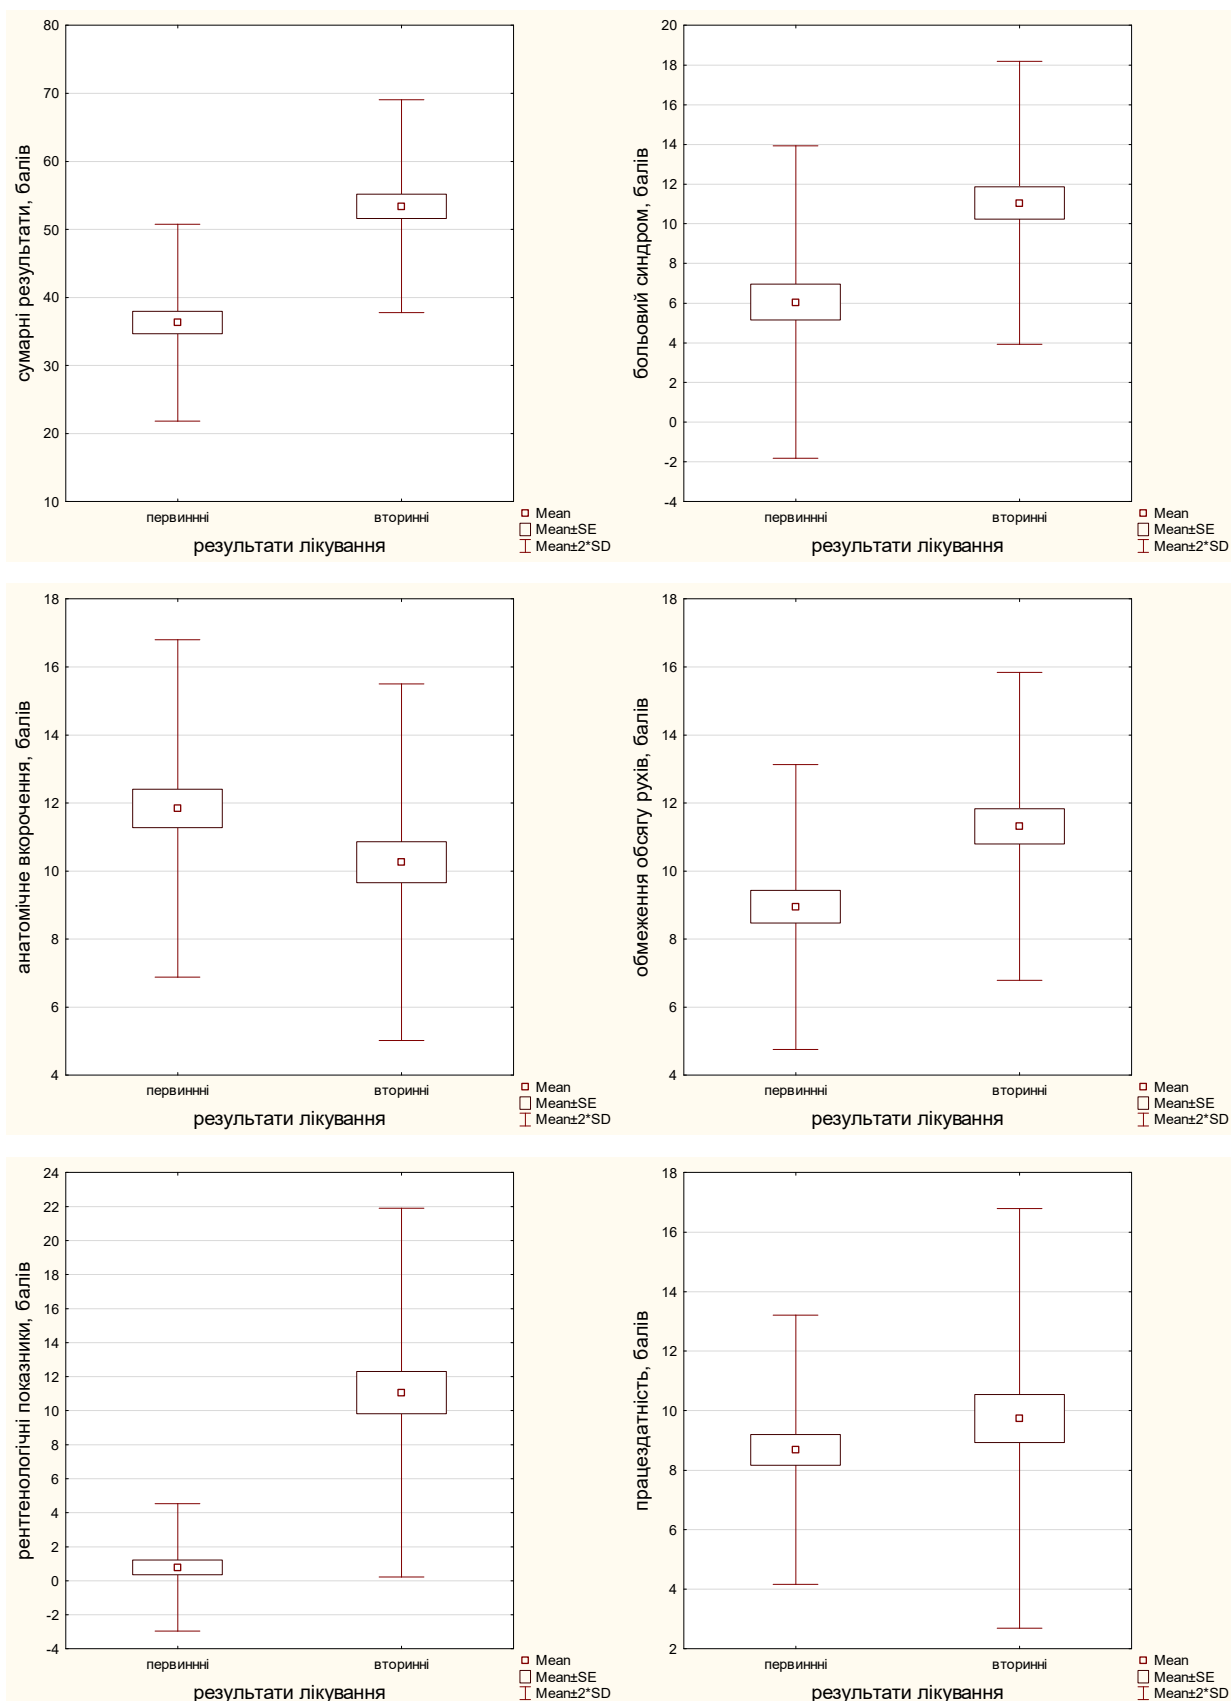 сумарні результати, балів
80
70
60
50
40
30
20
10
первиннні
вторинні
результати лікування
Mean
Mean±SE
Mean±2*SD
больовий синдром, балів
20
18
16
14
12
10
8
6
4
2
0
-2
-4
первиннні
вторинні
результати лікування
Mean
Mean±SE
Mean±2*SD
анатомічне вкорочення, балів
18
16
14
12
10
8
6
4
первиннні
вторинні
результати лікування
Mean
Mean±SE
Mean±2*SD
обмеження обсягу рухів, балів
18
16
14
12
10
8
6
4
первиннні
вторинні
результати лікування
Mean
Mean±SE
Mean±2*SD
рентгенологічні показники, балів
24
22
20
18
16
14
12
10
8
6
4
2
0
-2
-4
первиннні
вторинні
результати лікування
Mean
Mean±SE
Mean±2*SD
працездатність, балів
18
16
14
12
10
8
6
4
2
первиннні
вторинні
результати лікування
Mean
Mean±SE
Mean±2*SD